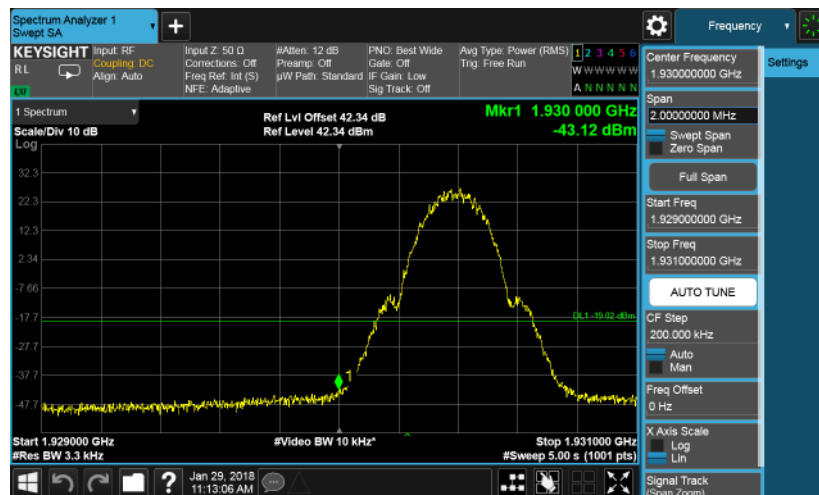 Spectrum Analyzer 1
Swept SA
Frequency
KEYSIGHT
RL
LXI
Input: RF
Coupling: DC
Align: Auto
Input Z: 50 Ω
Corrections: Off
Freq Ref: Int (S)
NFE: Adaptive
#Atten: 12 dB
Preamp: Off
µW Path: Standard
PNO: Best Wide
Gate: Off
IF Gain: Low
Sig Track: Off
Avg Type: Power (RMS)
Trig: Free Run
1 2 3 4 5 6
W W W W W W
A N N N N N
1 Spectrum
Scale/Div 10 dB
Log
Ref Lvl Offset 42.34 dB
Ref Level 42.34 dBm
Mkr1 1.930 000 GHz
-43.12 dBm
32.3
22.3
12.3
2.34
-7.66
-17.7
-27.7
-37.7
-47.7
DL1 -19.02 dBm
1
Start 1.929000 GHz
#Res BW 3.3 kHz
#Video BW 10 kHz*
Stop 1.931000 GHz
#Sweep 5.00 s (1001 pts)
Jan 29, 2018
11:13:06 AM
?
Center Frequency
1.930000000 GHz
Span
2.00000000 MHz
Swept Span
Zero Span
Full Span
Start Freq
1.929000000 GHz
Stop Freq
1.931000000 GHz
AUTO TUNE
CF Step
200.000 kHz
Auto
Man
Freq Offset
0 Hz
X Axis Scale
Log
Lin
Signal Track
(Span Zoom)
Settings